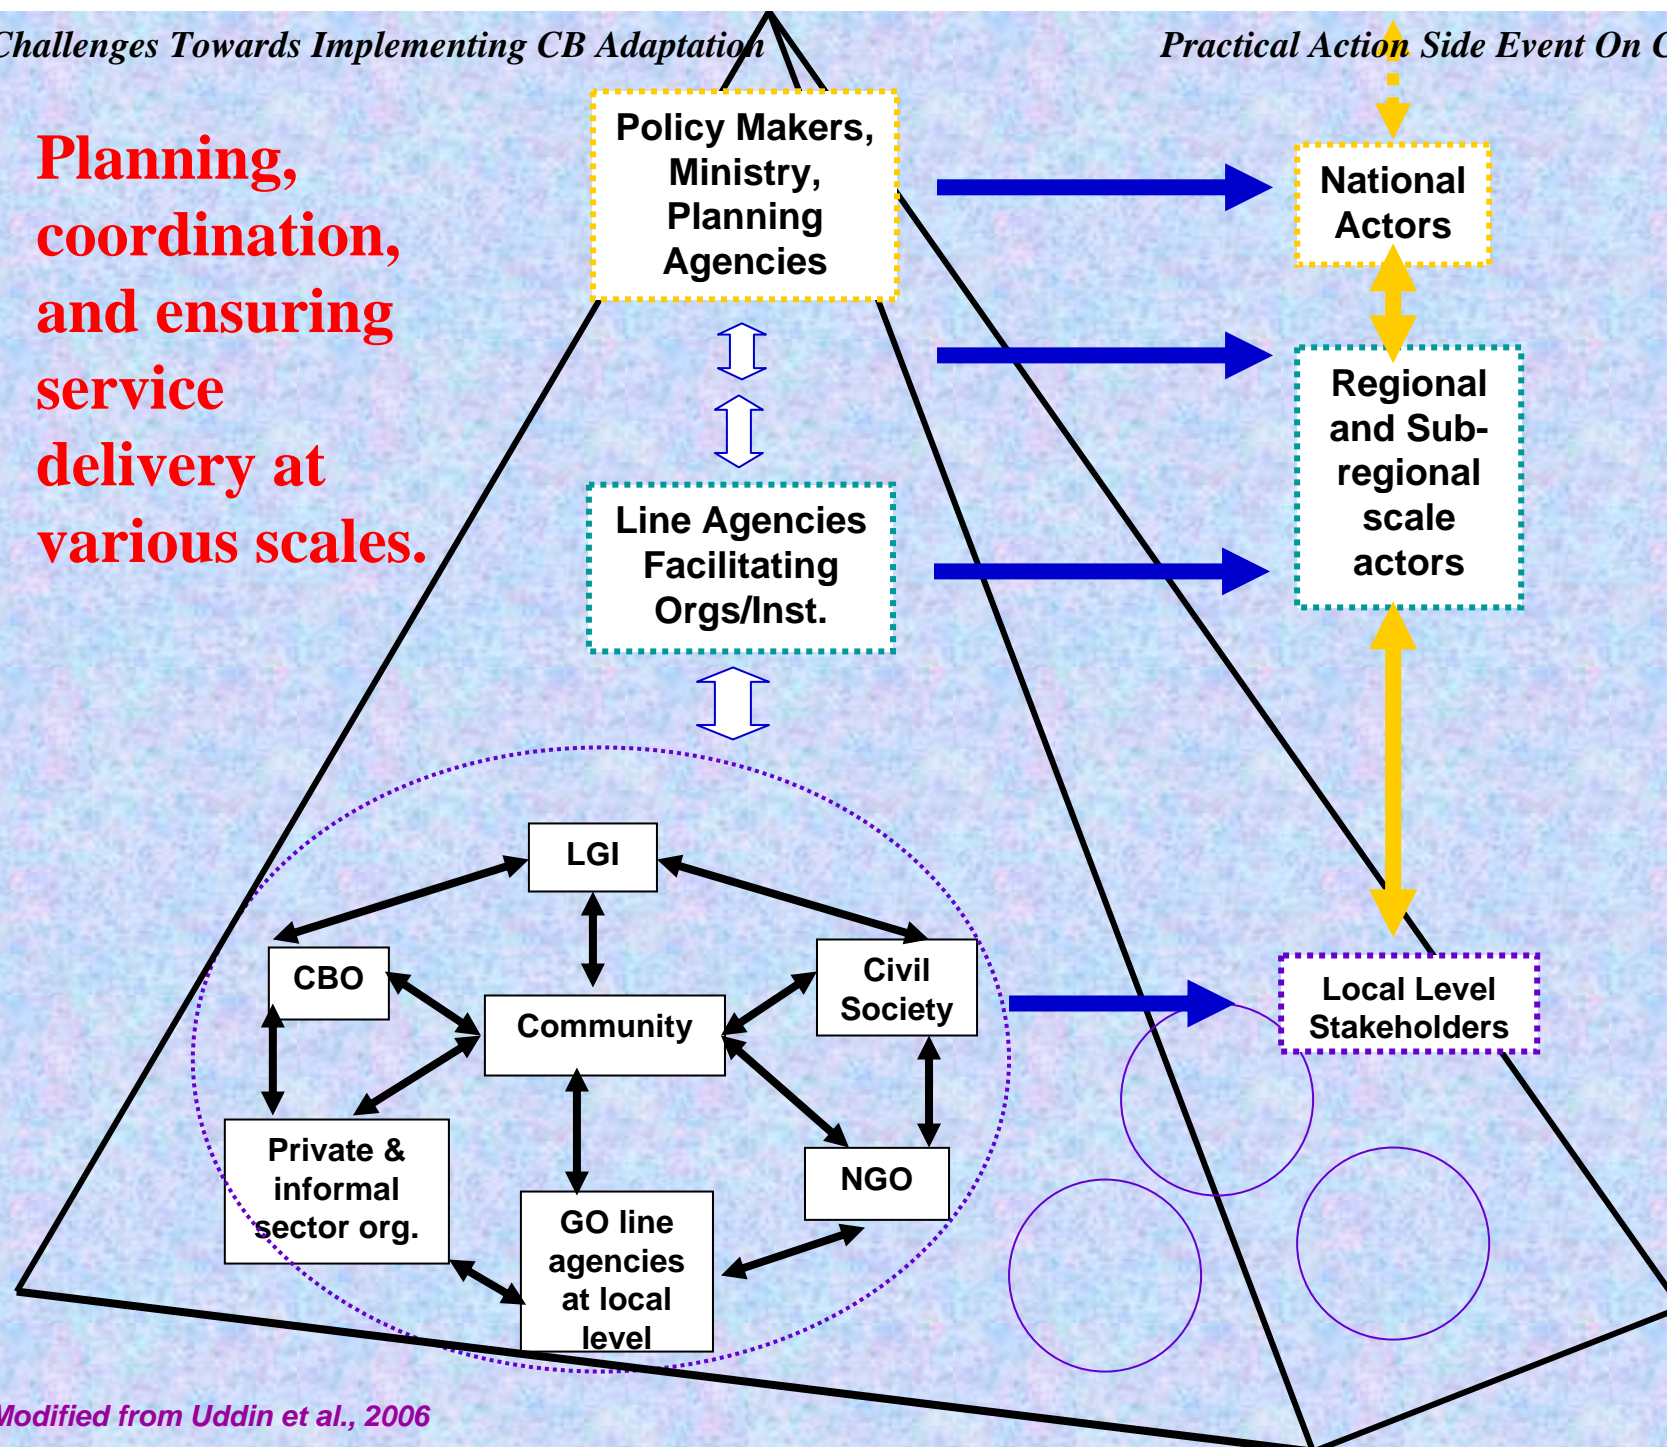 Challenges Towards Implementing CB Adaptation
Practical Action Side Event On
Planning,
coordination,
and ensuring
service
delivery at
various scales.
Policy Makers,
Ministry,
Planning
Agencies
National
Actors
Regional
and Sub-
regional
scale
actors
Line Agencies
Facilitating
Orgs/Inst.
LGI
CBO
Community
Civil
Society
Local Level
Stakeholders
Private &
informal
sector org.
GO line
agencies
at local
level
NGO
Modified from Uddin et al., 2006